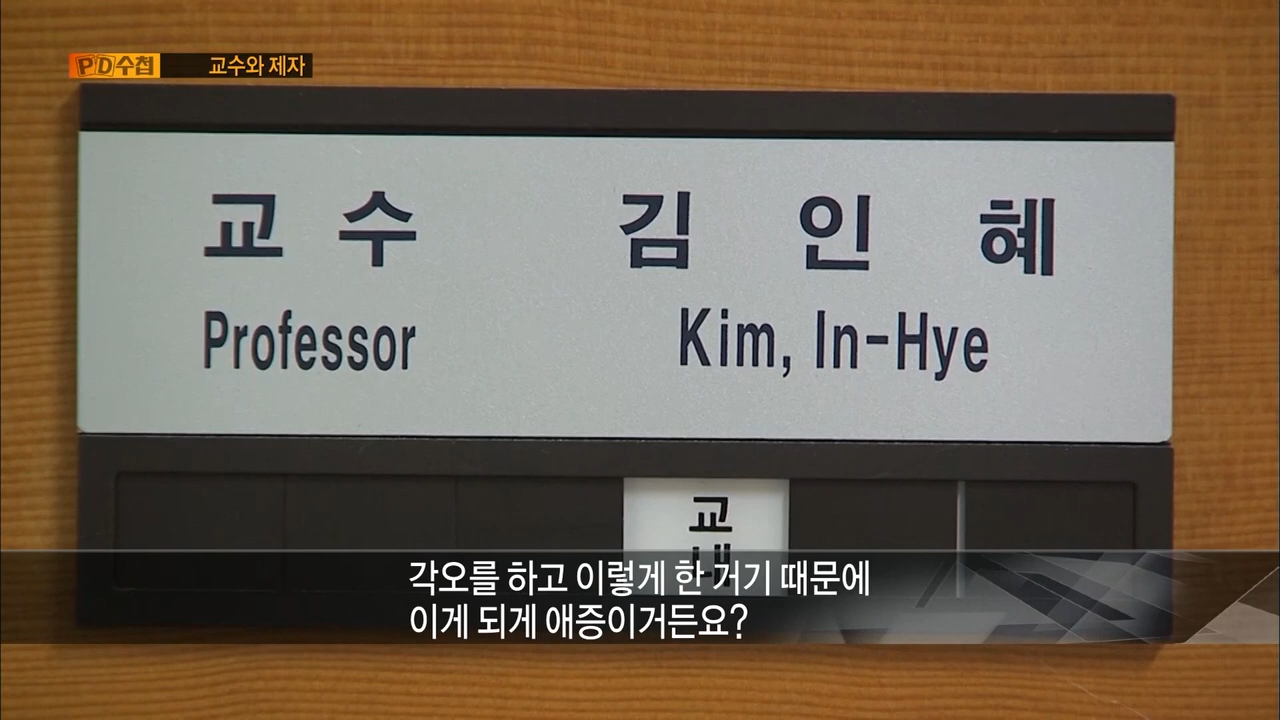 PD수첩 교수와 제자
교수 김인혜
Professor Kim, In-Hye
교내
각오를 하고 이렇게 한 거기 때문에
이게 되게 애증이거든요?